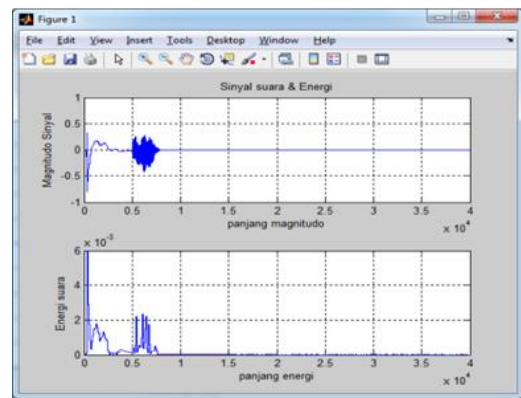 Figure 1
File Edit View Insert Tools Desktop Window Help
Sinyal suara & Energi
Magnitudo Sinyal
1
0.5
0
-0.5
-1
0 0.5 1 1.5 2 2.5 3 3.5 4
panjang magnitudo
x 10^4
x 10^-3
Energi suara
6
4
2
0
0 0.5 1 1.5 2 2.5 3 3.5 4
panjang energi
x 10^4